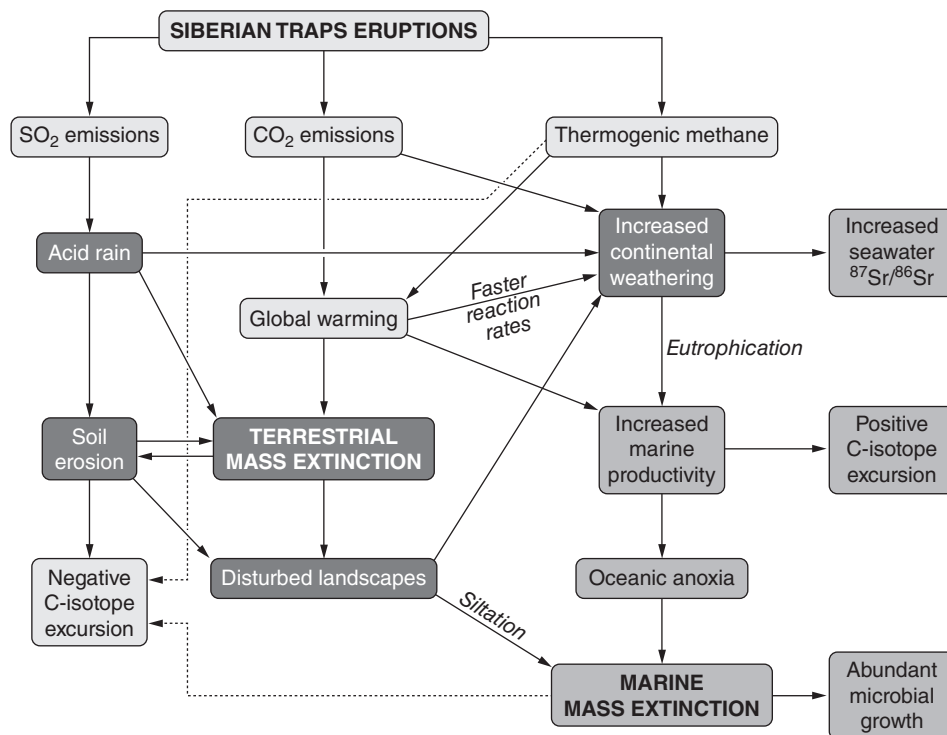 SIBERIAN TRAPS ERUPTIONS
SO₂ emissions
CO₂ emissions
Thermogenic methane
Acid rain
Increased
continental
weathering
Increased
seawater
⁸⁷Sr/⁸⁶Sr
Global warming
Faster
reaction
rates
Eutrophication
Soil
erosion
TERRESTRIAL
MASS EXTINCTION
Increased
marine
productivity
Positive
C-isotope
excursion
Negative
C-isotope
excursion
Disturbed landscapes
Oceanic anoxia
Siltation
MARINE
MASS EXTINCTION
Abundant
microbial
growth